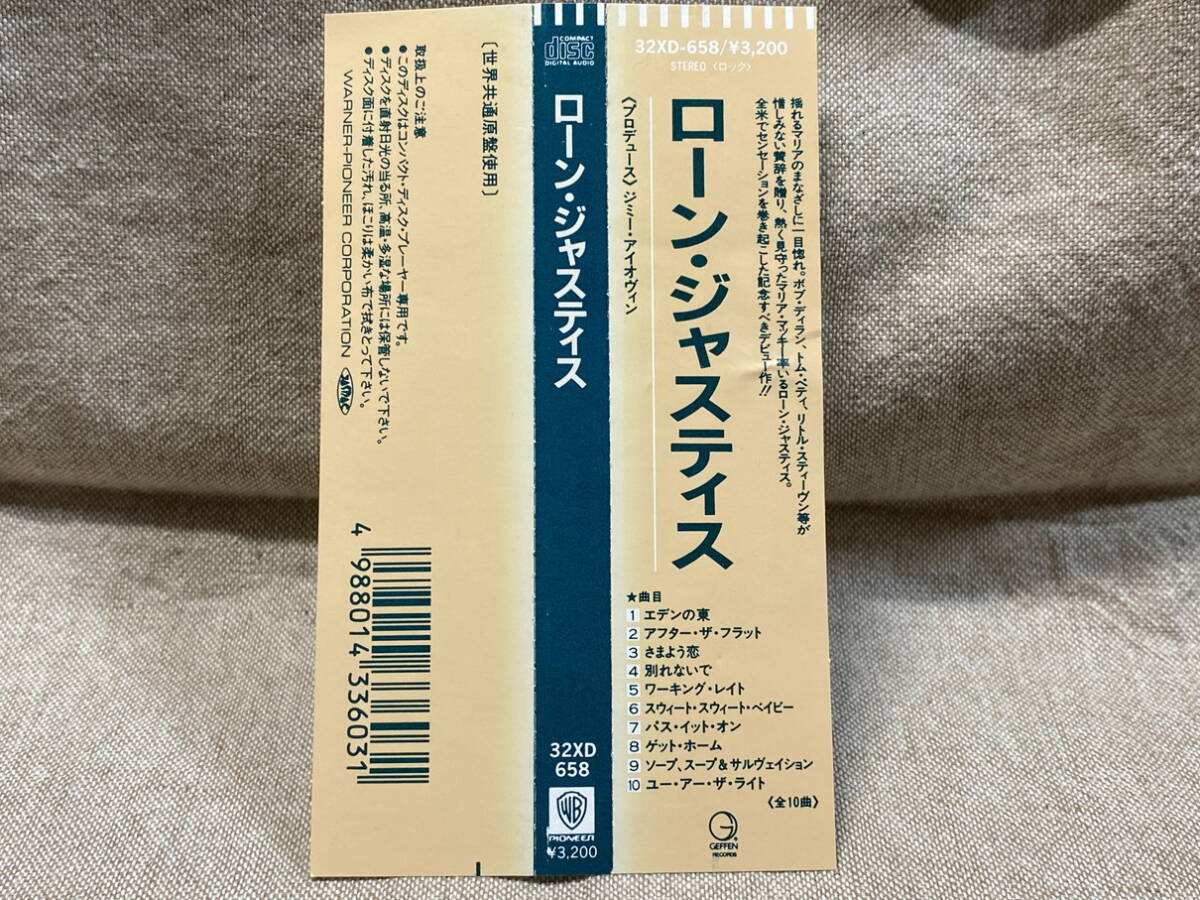 32XD-658/¥3,200
STEREO〈ロック〉
揺れるマリアのまなざしに一目惚れ。ボブ・ディラン、トム・ペティ、リトル・スティーヴン等が
惜しみない賛辞を贈り、熱く見守ったマリア・マッキー率いるローン・ジャスティス。
全米でセンセーションを巻き起こした記念すべきデビュー作!!
ローン・ジャスティス
〈プロデュース〉ジミー・アイオヴィン
★曲目
1 エデンの東
2 アフター・ザ・フラット
3 さまよう恋
4 別れないで
5 ワーキング・レイト
6 スウィート・スウィート・ベイビー
7 パス・イット・オン
8 ゲット・ホーム
9 ソープ、スープ&サルヴェイション
10 ユー・アー・ザ・ライト
〈全10曲〉
G
GEFFEN
RECORDS
COMPACT
disc
DIGITAL AUDIO
ローン・ジャスティス
32XD
658
WB
PIONEER
¥3,200
〔世界共通原盤使用〕
取扱上のご注意
●このディスクはコンパクト・ディスク・プレーヤー専用です。
●ディスクを直射日光の当る所、高温・多湿な場所には保管しないで下さい。
●ディスク面に付着した汚れ、ほこりは柔かい布で拭きとって下さい。
WARNER-PIONEER CORPORATION
JASRAC
4 988014 336031